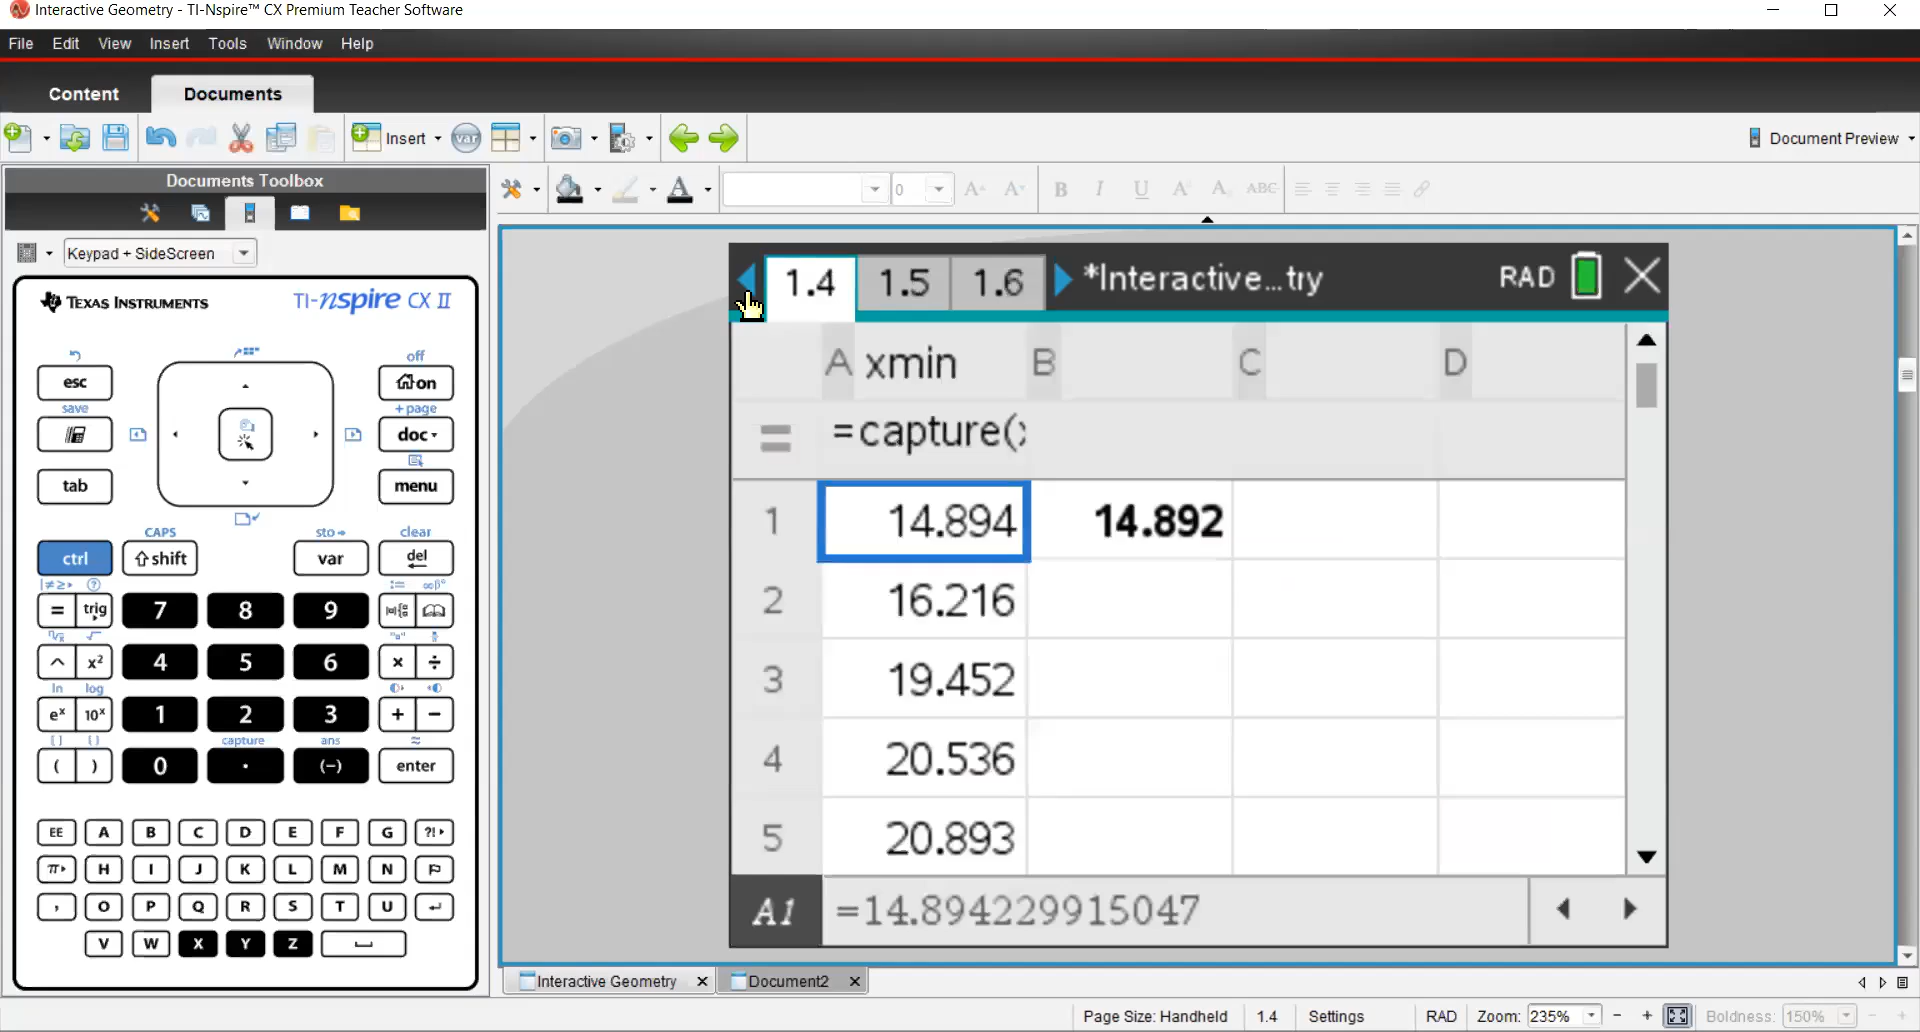 Interactive Geometry - TI-Nspire™ CX Premium Teacher Software
File Edit View Insert Tools Window Help
Content Documents
Insert var Document Preview
Documents Toolbox
A 0 A A B I U A A ABC
Keypad + SideScreen
TEXAS INSTRUMENTS TI-nspire CX II
1.4 1.5 1.6 *Interactive...try RAD
off
esc on
save + page
doc
tab menu
CAPS sto clear
ctrl shift var del
= trig 7 8 9
^ x² 4 5 6 × ÷
ln log
eˣ 10ˣ 1 2 3 + −
[ ] { } capture ans ≈
( ) 0 . (−) enter
EE A B C D E F G ?!
π H I J K L M N
, O P Q R S T U
V W X Y Z
A xmin B C D
= =capture(›
1 14.894 14.892
2 16.216
3 19.452
4 20.536
5 20.893
A1 =14.894229915047
Interactive Geometry Document2
Page Size: Handheld 1.4 Settings RAD Zoom: 235% − + Boldness: 150% − +